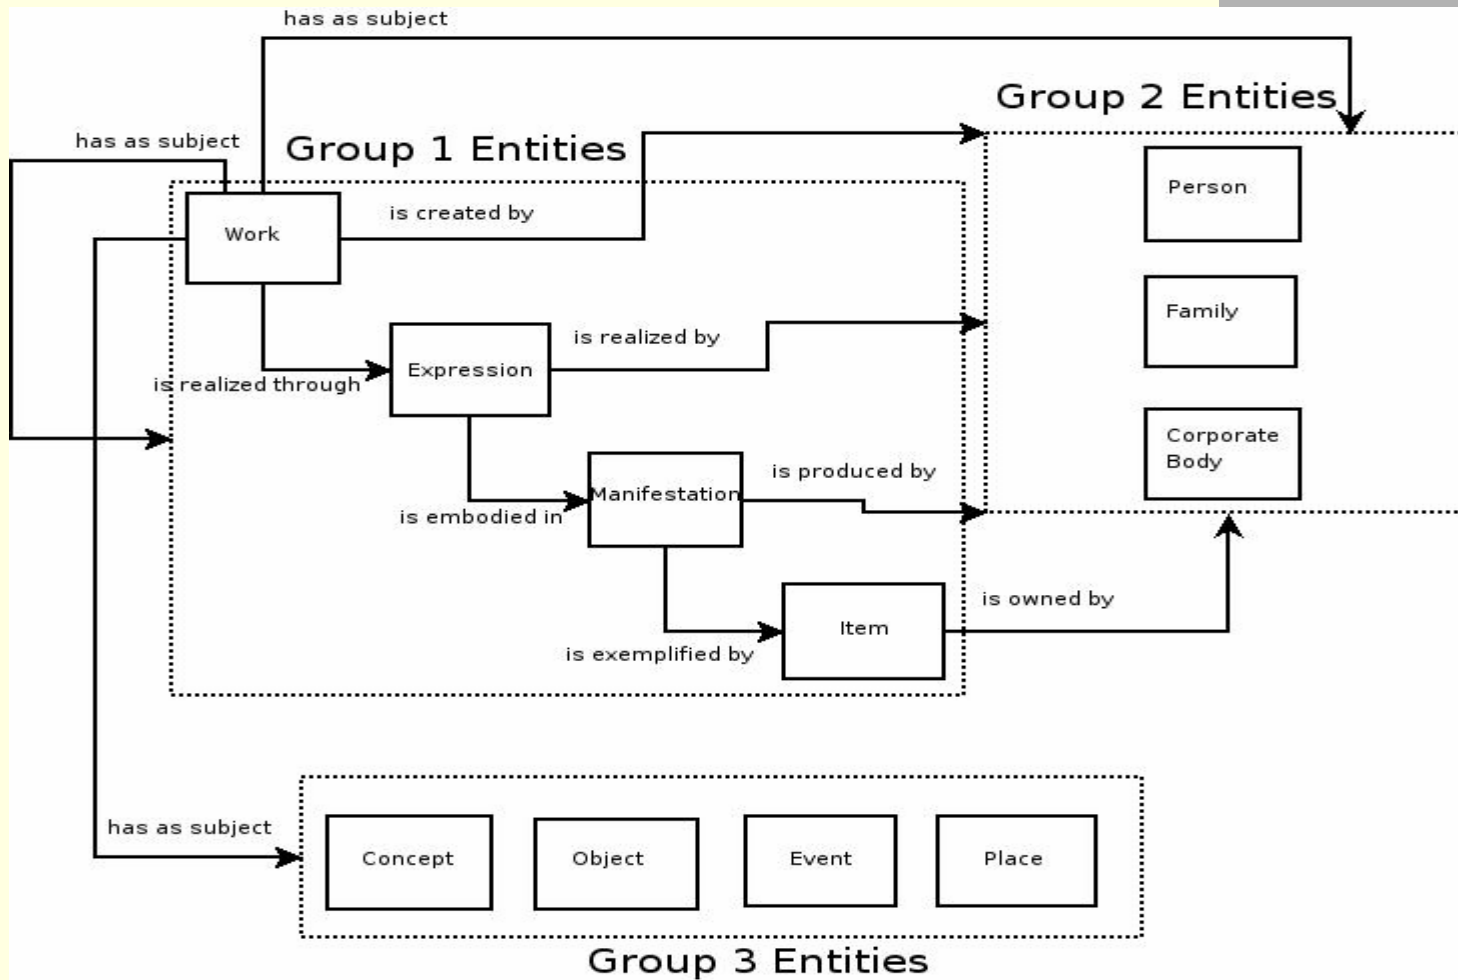 has as subject
Group 2 Entities
has as subject
Group 1 Entities
Person
is created by
Work
Family
is realized by
Expression
is realized through
Corporate
Body
is produced by
Manifestation
is embodied in
is owned by
Item
is exemplified by
has as subject
Concept
Object
Event
Place
Group 3 Entities